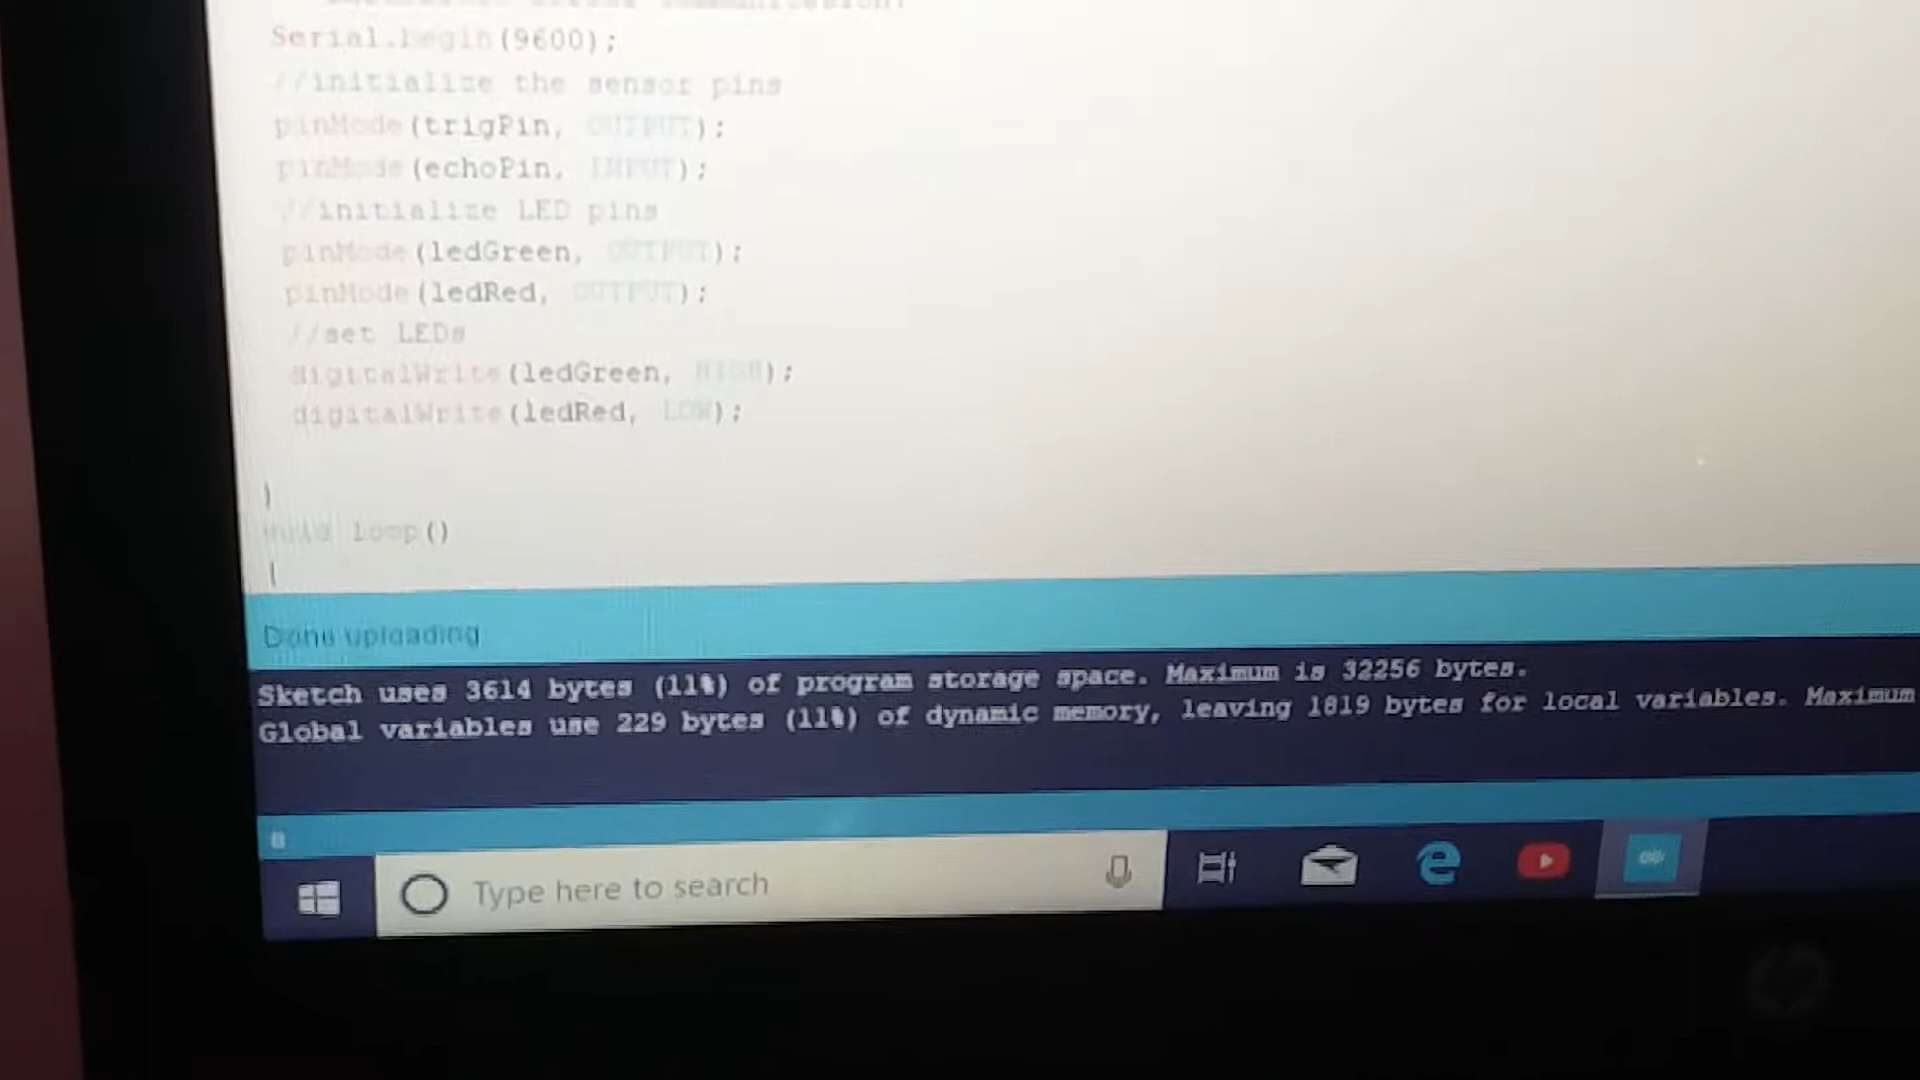 Serial.begin(9600);
//initialize the sensor pins
pinMode(trigPin, OUTPUT);
pinMode(echoPin, INPUT);
//initialize LED pins
pinMode(ledGreen, OUTPUT);
pinMode(ledRed, OUTPUT);
//set LEDs
digitalWrite(ledGreen, HIGH);
digitalWrite(ledRed, LOW);
}
void loop()
{
Done uploading
Sketch uses 3614 bytes (11%) of program storage space. Maximum is 32256 bytes.
Global variables use 229 bytes (11%) of dynamic memory, leaving 1819 bytes for local variables. Maximum
8
Type here to search
hp